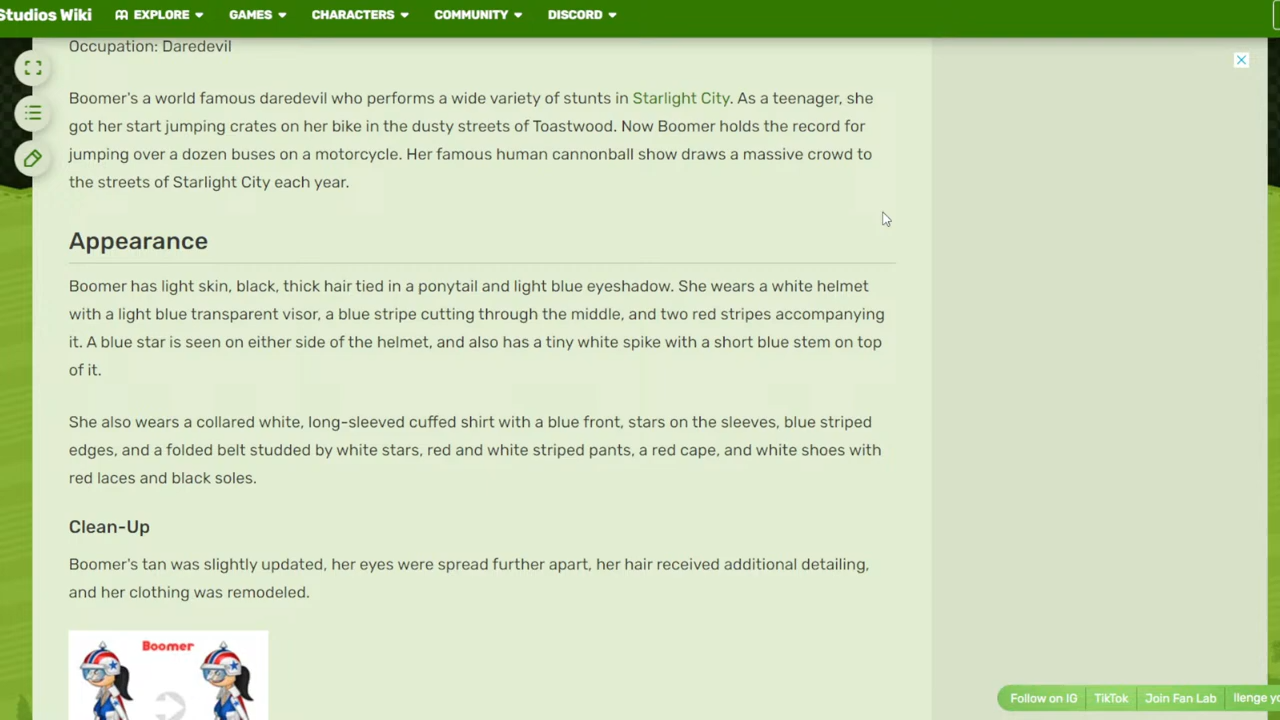 Studios Wiki EXPLORE GAMES CHARACTERS COMMUNITY DISCORD
Occupation: Daredevil
Boomer's a world famous daredevil who performs a wide variety of stunts in Starlight City. As a teenager, she
got her start jumping crates on her bike in the dusty streets of Toastwood. Now Boomer holds the record for
jumping over a dozen buses on a motorcycle. Her famous human cannonball show draws a massive crowd to
the streets of Starlight City each year.
Appearance
Boomer has light skin, black, thick hair tied in a ponytail and light blue eyeshadow. She wears a white helmet
with a light blue transparent visor, a blue stripe cutting through the middle, and two red stripes accompanying
it. A blue star is seen on either side of the helmet, and also has a tiny white spike with a short blue stem on top
of it.
She also wears a collared white, long-sleeved cuffed shirt with a blue front, stars on the sleeves, blue striped
edges, and a folded belt studded by white stars, red and white striped pants, a red cape, and white shoes with
red laces and black soles.
Clean-Up
Boomer's tan was slightly updated, her eyes were spread further apart, her hair received additional detailing,
and her clothing was remodeled.
Boomer
Follow on IG TikTok Join Fan Lab llenge yo